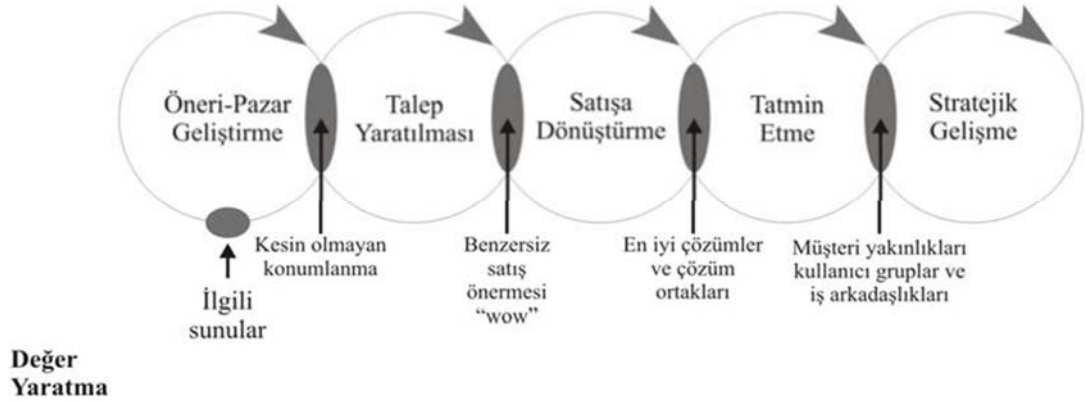 Öneri-Pazar
Geliştirme
Talep
Yaratılması
Satışa
Dönüştürme
Tatmin
Etme
Stratejik
Gelişme
Kesin olmayan
konumlanma
Benzersiz
satış
önermesi
“wow”
En iyi çözümler
ve çözüm
ortakları
Müşteri yakınlıkları
kullanıcı gruplar ve
iş arkadaşlıkları
İlgili
sunular
Değer
Yaratma